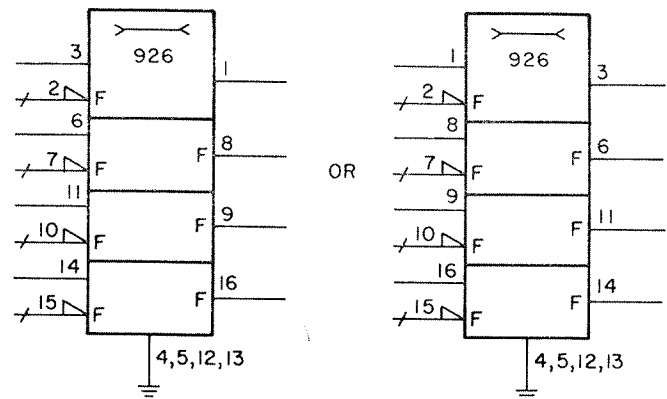 926
3
1
2 F
6
7 F
F 8
11
10 F
F 9
14
15 F
F 16
4,5,12,13
OR
926
1
3
2 F
8
7 F
F 6
9
10 F
F 11
16
15 F
F 14
4,5,12,13